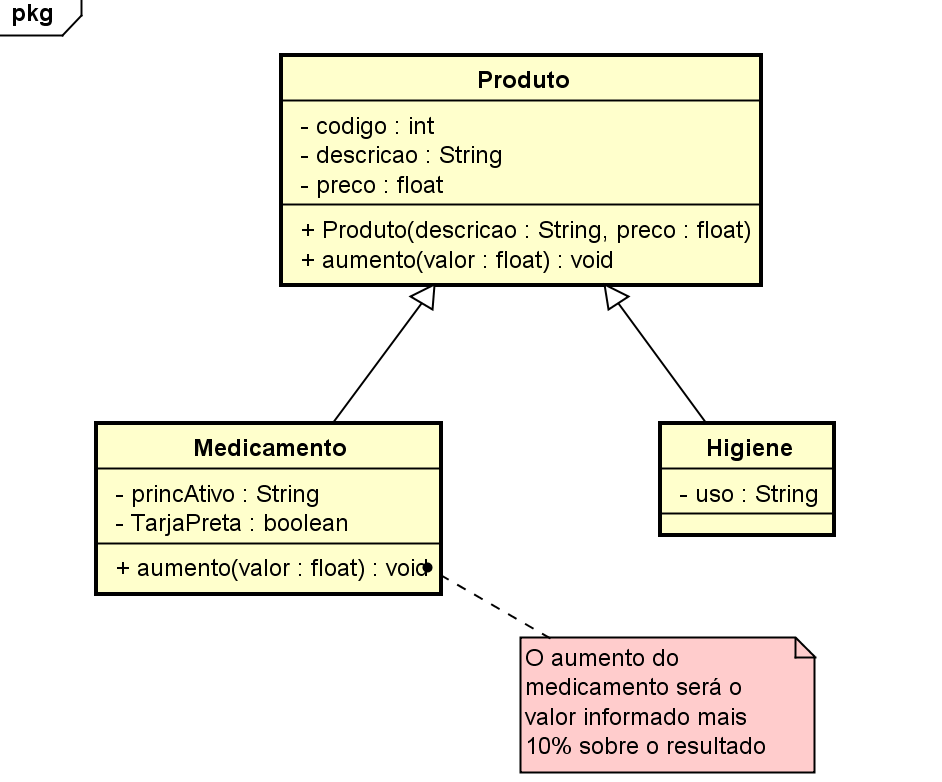 pkg
Produto
- codigo : int
- descricao : String
- preco : float
+ Produto(descricao : String, preco : float)
+ aumento(valor : float) : void
Medicamento
- princAtivo : String
- TarjaPreta : boolean
+ aumento(valor : float) : void
Higiene
- uso : String
O aumento do
medicamento será o
valor informado mais
10% sobre o resultado